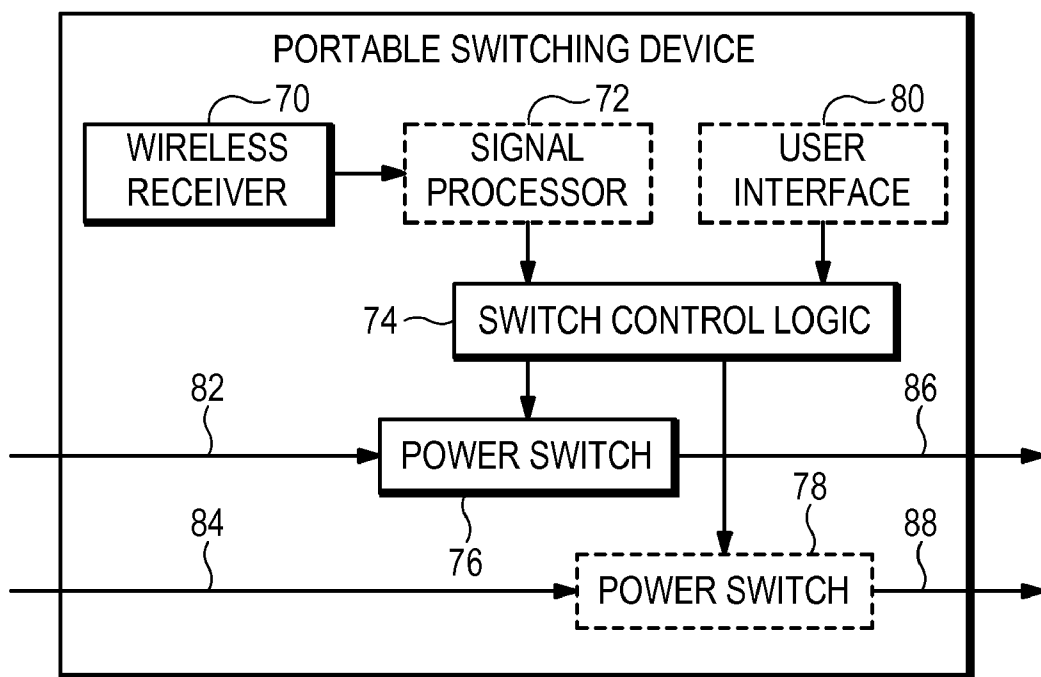 PORTABLE SWITCHING DEVICE
70
72
80
WIRELESS
RECEIVER
SIGNAL
PROCESSOR
USER
INTERFACE
74
SWITCH CONTROL LOGIC
82
86
POWER SWITCH
76
78
84
88
POWER SWITCH